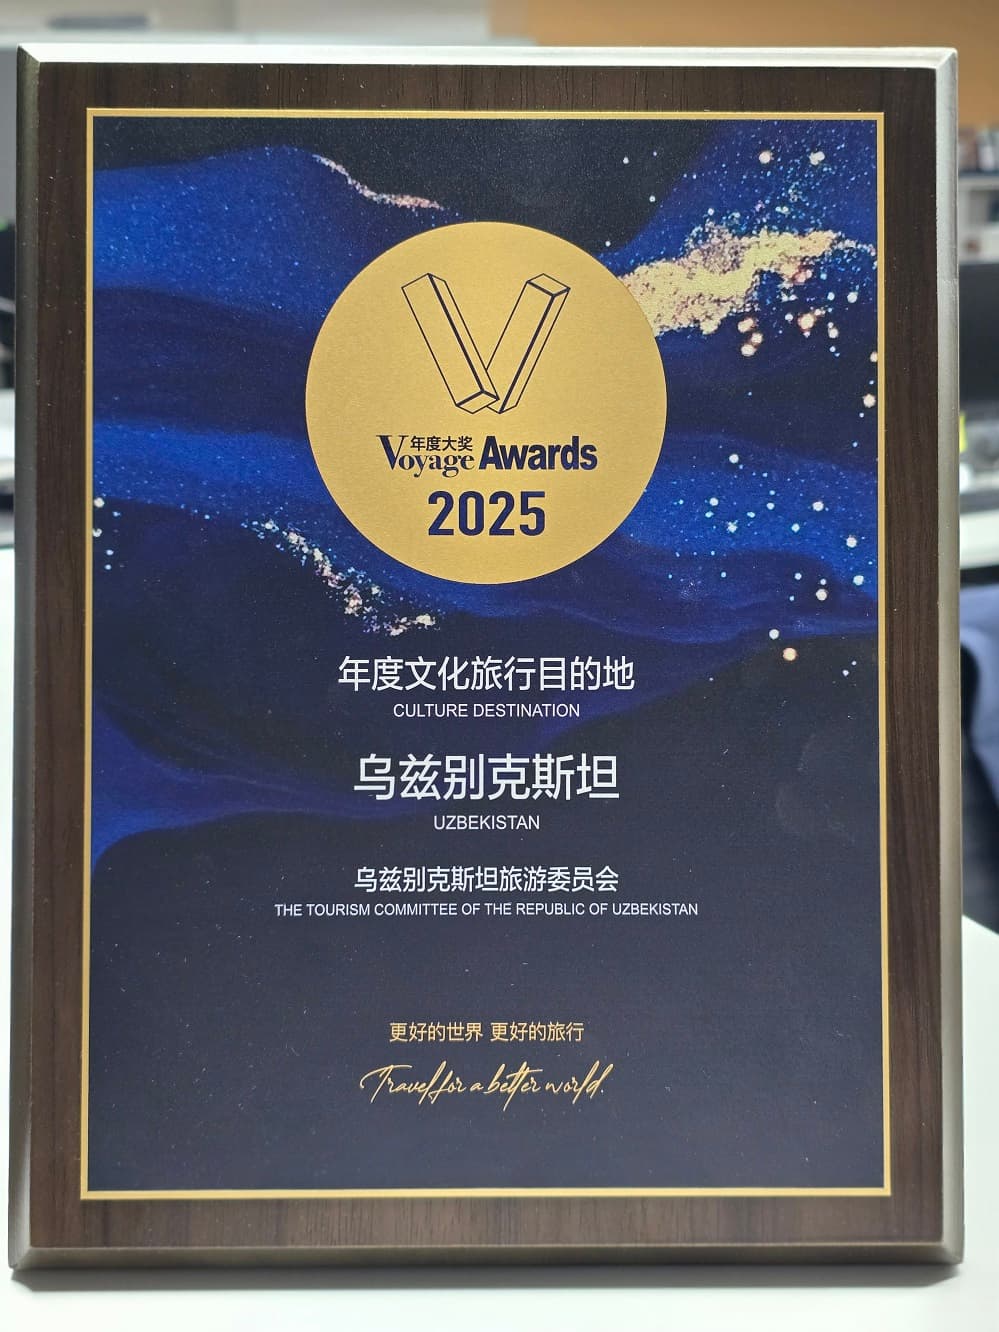 年度大奖
Voyage Awards
2025
年度文化旅行目的地
CULTURE DESTINATION
乌兹别克斯坦
UZBEKISTAN
乌兹别克斯坦旅游委员会
THE TOURISM COMMITTEE OF THE REPUBLIC OF UZBEKISTAN
更好的世界 更好的旅行
Travel for a better world.